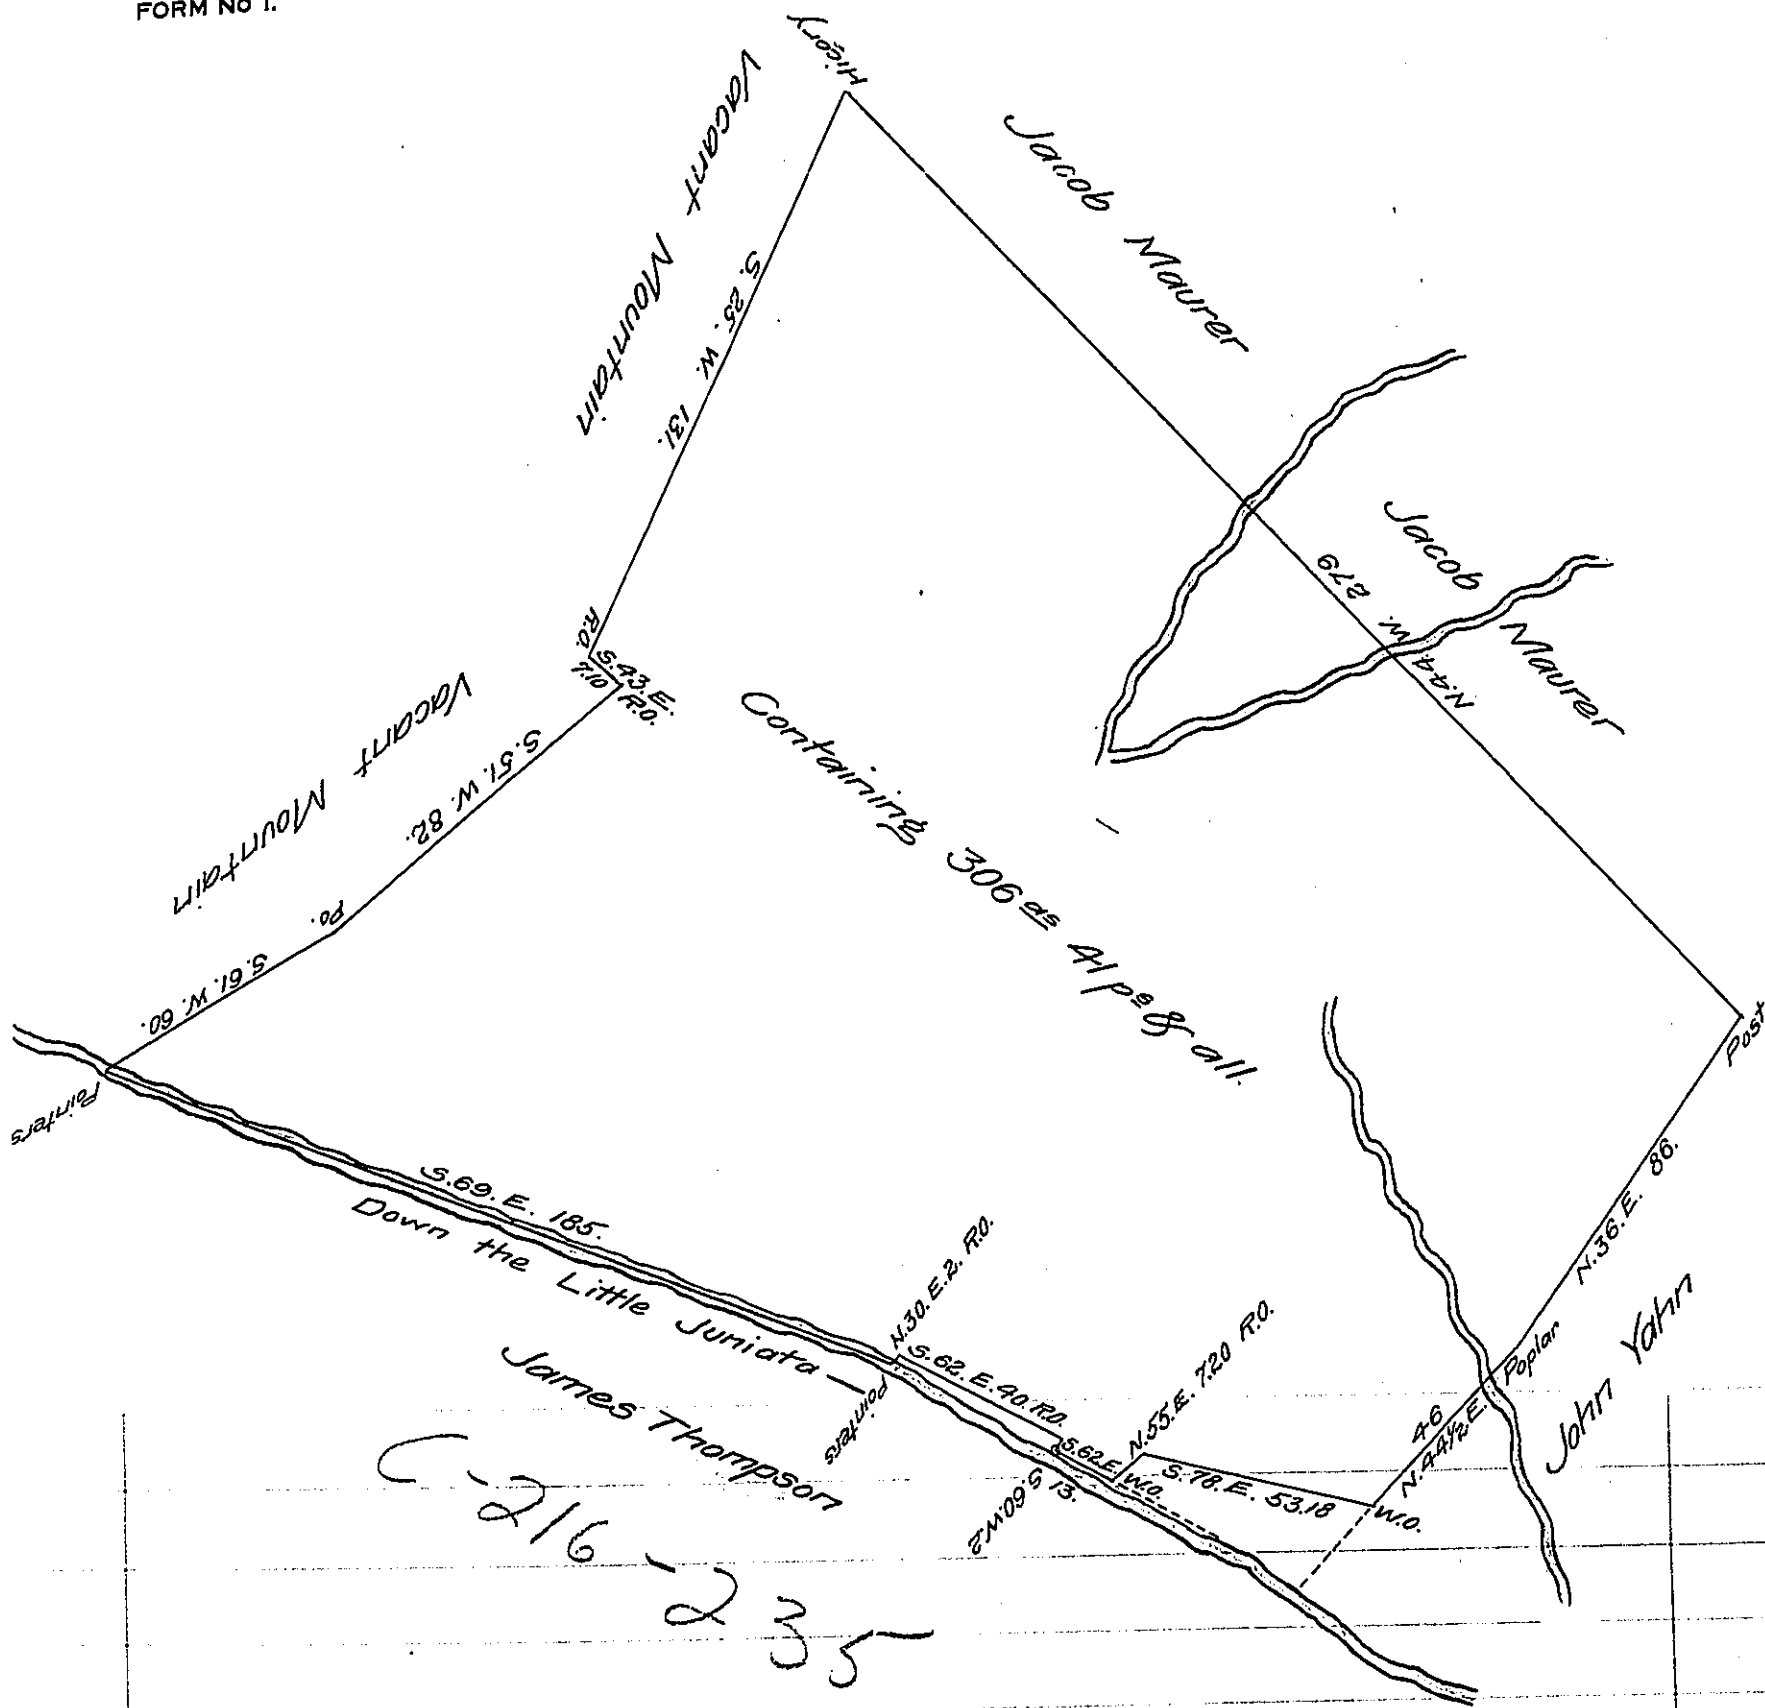 FORM NO 1.
Hicory
Vacant Mountain
Jacob Maurer
S. 25. W. 131.
Jacob Maurer
N.44. W. 279
R.O.
S.43.E.
7.10
R.O.
Vacant Mountain
S.51. W. 82.
Containing 306 as 41 ps & all.
Po.
S.61. W. 60.
Pointers
Post
S.69. E. 185.
Down the Little Juniata
N.36. E. 86.
N.30. E. 2. R.O.
Pointers
S.62. E. 40. R.O.
James Thompson
N.55. E. 7.20 R.O.
Poplar
John Yahn
46
N.44½ E.
S.62 E.
13.
W.O.
S.78. E. 53.18
W.O.
S.60.W.2
C-216-235